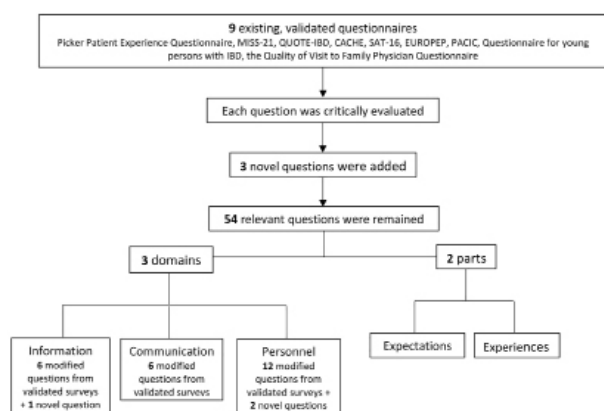 9 existing, validated questionnaires
Picker Patient Experience Questionnaire, MISS-21, QUOTE-IBD, CACHE, SAT-16, EUROPEP, PACIC, Questionnaire for young
persons with IBD, the Quality of Visit to Family Physician Questionnaire
Each question was critically evaluated
3 novel questions were added
54 relevant questions were remained
3 domains
2 parts
Information
6 modified
questions from
validated surveys
+ 1 novel question
Communication
6 modified
questions from
validated surveys
Personnel
12 modified
questions from
validated surveys +
2 novel questions
Expectations
Experiences